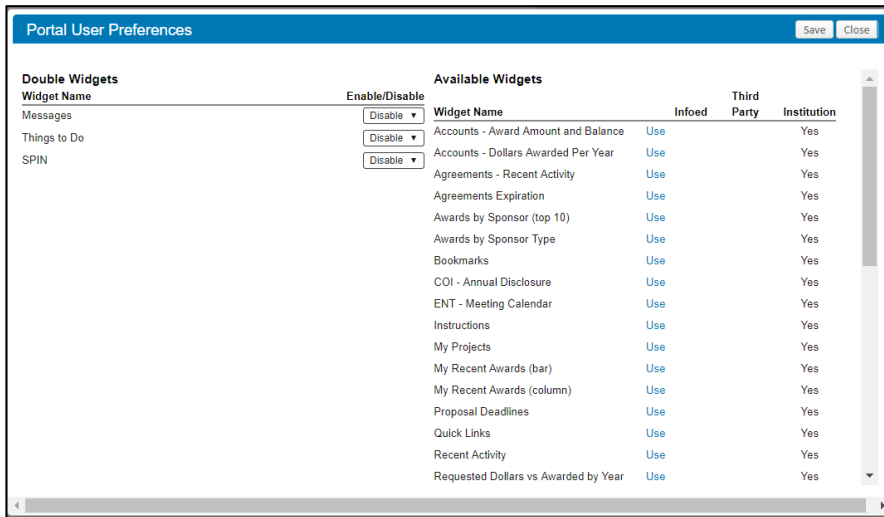 Portal User Preferences
Save Close
Double Widgets
Widget Name Enable/Disable
Messages Disable
Things to Do Disable
SPIN Disable
Available Widgets
Widget Name Infoed Third Party Institution
Accounts - Award Amount and Balance Use Yes
Accounts - Dollars Awarded Per Year Use Yes
Agreements - Recent Activity Use Yes
Agreements Expiration Use Yes
Awards by Sponsor (top 10) Use Yes
Awards by Sponsor Type Use Yes
Bookmarks Use Yes
COI - Annual Disclosure Use Yes
ENT - Meeting Calendar Use Yes
Instructions Use Yes
My Projects Use Yes
My Recent Awards (bar) Use Yes
My Recent Awards (column) Use Yes
Proposal Deadlines Use Yes
Quick Links Use Yes
Recent Activity Use Yes
Requested Dollars vs Awarded by Year Use Yes